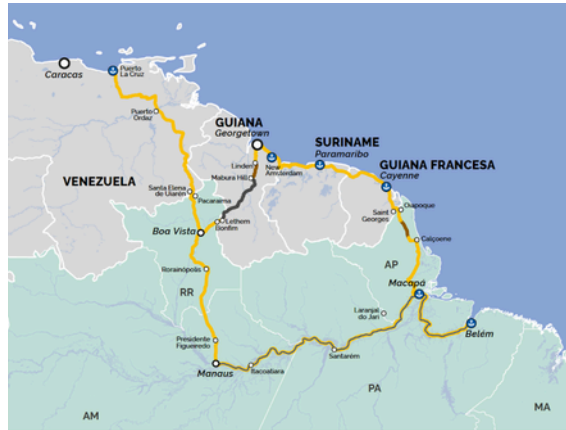 Caracas
Puerto
La Cruz
Puerto
Ordaz
GUIANA
Georgetown
SURINAME
Paramaribo
Linden
New
Amsterdam
Mabura Hill
GUIANA FRANCESA
Cayenne
VENEZUELA
Santa Elena
de Uiarén
Pacaraima
Saint
Georges
Oiapoque
Lethem
Bonfim
Boa Vista
Calçoene
Rorainópolis
AP
RR
Macapá
Laranjal
do Jari
Belém
Presidente
Figueiredo
Manaus
Itacoatiara
Santarém
PA
AM
MA